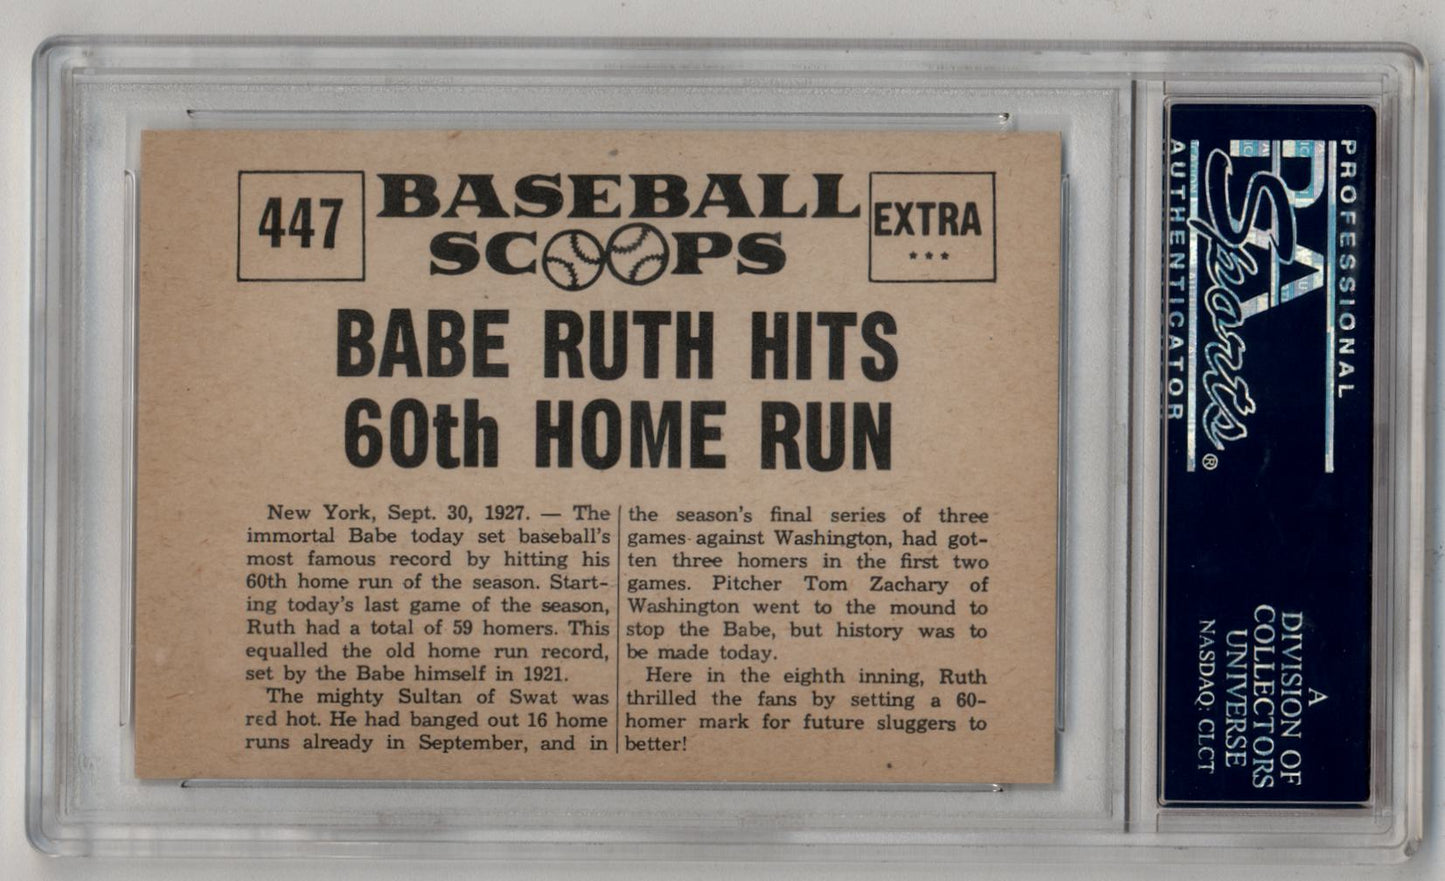 447
BASEBALL
SCOOPS
EXTRA
***
BABE RUTH HITS
60th HOME RUN
New York, Sept. 30, 1927. — The
immortal Babe today set baseball's
most famous record by hitting his
60th home run of the season. Start-
ing today's last game of the season,
Ruth had a total of 59 homers. This
equalled the old home run record,
set by the Babe himself in 1921.
The mighty Sultan of Swat was
red hot. He had banged out 16 home
runs already in September, and in
the season's final series of three
games against Washington, had got-
ten three homers in the first two
games. Pitcher Tom Zachary of
Washington went to the mound to
stop the Babe, but history was to
be made today.
Here in the eighth inning, Ruth
thrilled the fans by setting a 60-
homer mark for future sluggers to
better!
PROFESSIONAL
PSA
Sports®
AUTHENTICATOR
A
DIVISION OF
COLLECTORS
UNIVERSE
NASDAQ: CLCT